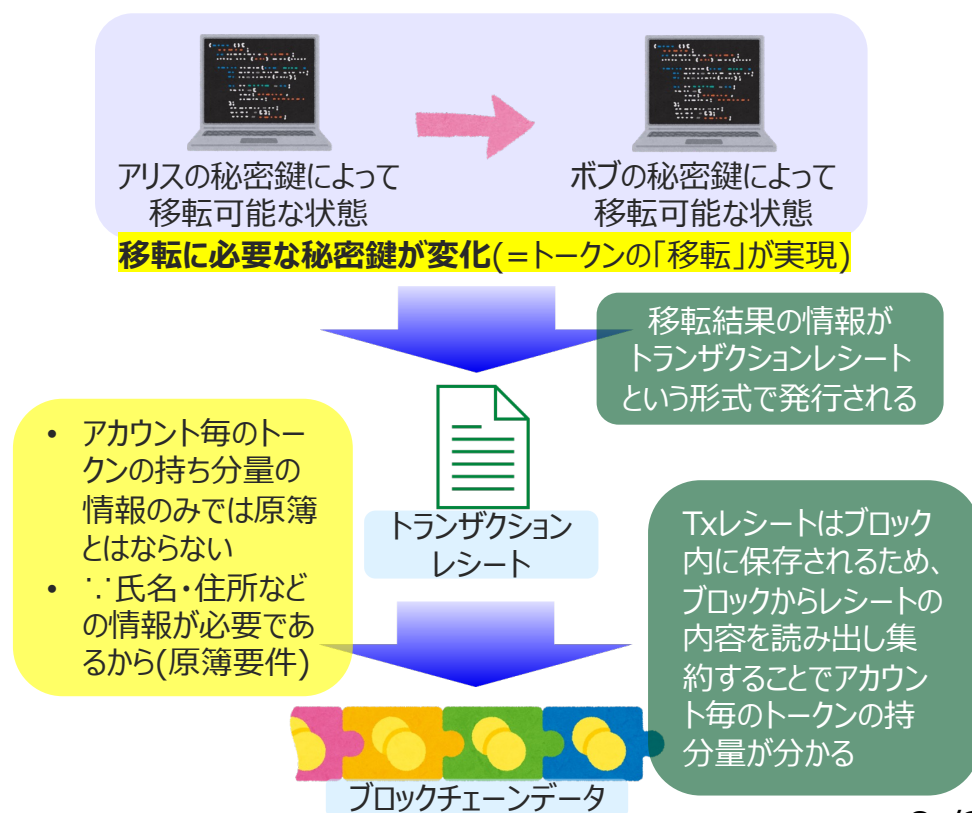 アリスの秘密鍵によって
移転可能な状態
ボブの秘密鍵によって
移転可能な状態
移転に必要な秘密鍵が変化(=トークンの「移転」が実現)
移転結果の情報が
トランザクションレシート
という形式で発行される
• アカウント毎のトー
クンの持ち分量の
情報のみでは原簿
とはならない
• ∵氏名・住所など
の情報が必要であ
るから(原簿要件)
トランザクション
レシート
Txレシートはブロック
内に保存されるため、
ブロックからレシートの
内容を読み出し集
約することでアカウン
ト毎のトークンの持
分量が分かる
ブロックチェーンデータ